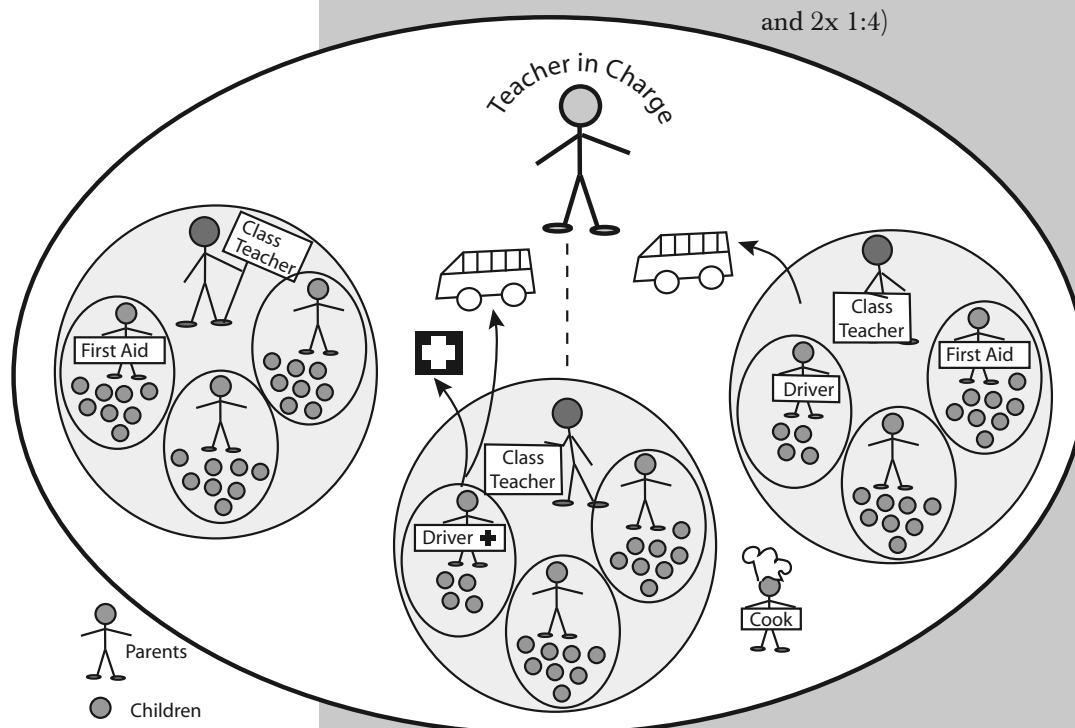 and 2x 1:4)
Teacher in Charge
Class
Teacher
First Aid
Class
Teacher
First Aid
Driver
Class
Teacher
Driver
Cook
Parents
Children